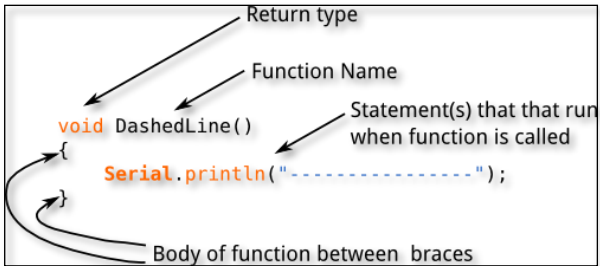 Return type
Function Name
Statement(s) that that run
when function is called
void DashedLine()
{
Serial.println("----------------");
}
Body of function between braces